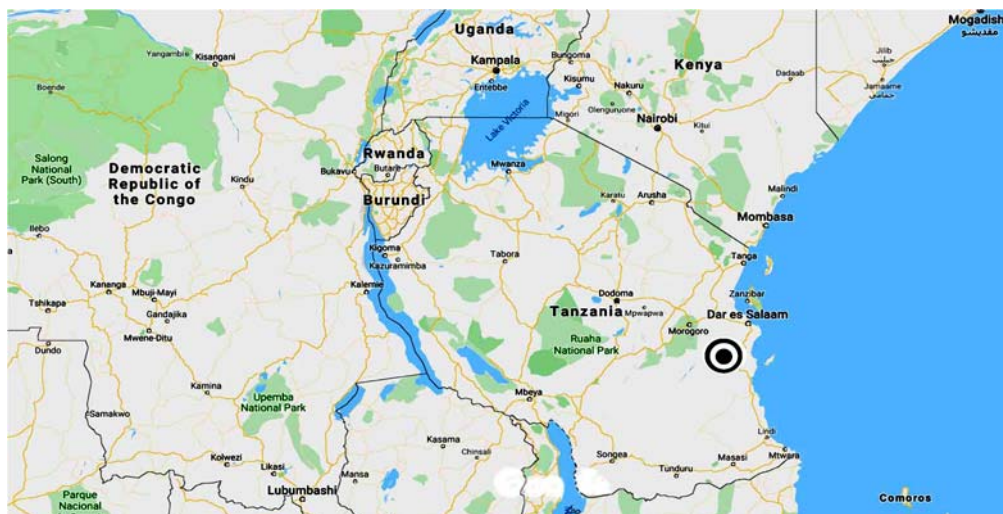 Mogadish
مقديشو
Uganda
Yangambi
Kisangani
Kampala
Bungoma
Kenya
Jilib
جيليب
Boende
Entebbe
Kisumu
Nakuru
Dadaab
Jamaame
جمامي
Olenguruone
Lake Victoria
Migori
Nairobi
Kitui
Salong
National
Park (South)
Rwanda
Democratic
Republic of
the Congo
Bukavu
Butare
Mwanza
Kindu
Karatu
Arusha
Malindi
Burundi
Mombasa
Ilebo
Kigoma
Tabora
Tanga
Kazuramimba
Kananga
Kalemie
Mbuji-Mayi
Dodoma
Zanzibar
Tshikapa
Tanzania
Mpwapwa
Gandajika
Dar es Salaam
Mwene-Ditu
Morogoro
Dundo
Ruaha
National Park
Kamina
Mbeya
Upemba
National Park
Samakwo
Lindi
Kasama
Kolwezi
Chinsali
Songea
Masasi
Mtwara
Likasi
Mansa
Tunduru
Lubumbashi
Parque
Nacional
Comoros